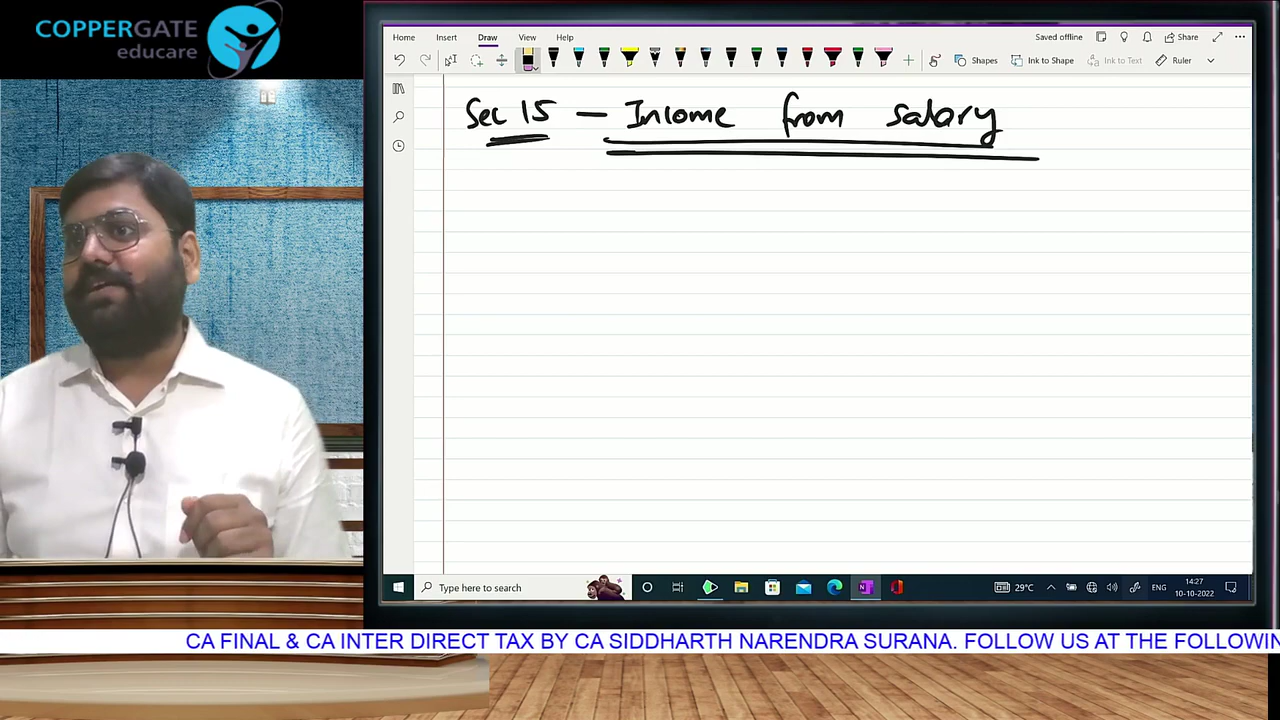 COPPERGATE
educare
Home Insert Draw View Help
Saved offline
Share
Shapes
Ink to Shape
Ink to Text
Ruler
Sec 15 — Income from salary
Type here to search
29°C
ENG
14:27
10-10-2022
CA FINAL & CA INTER DIRECT TAX BY CA SIDDHARTH NARENDRA SURANA. FOLLOW US AT THE FOLLOWIN